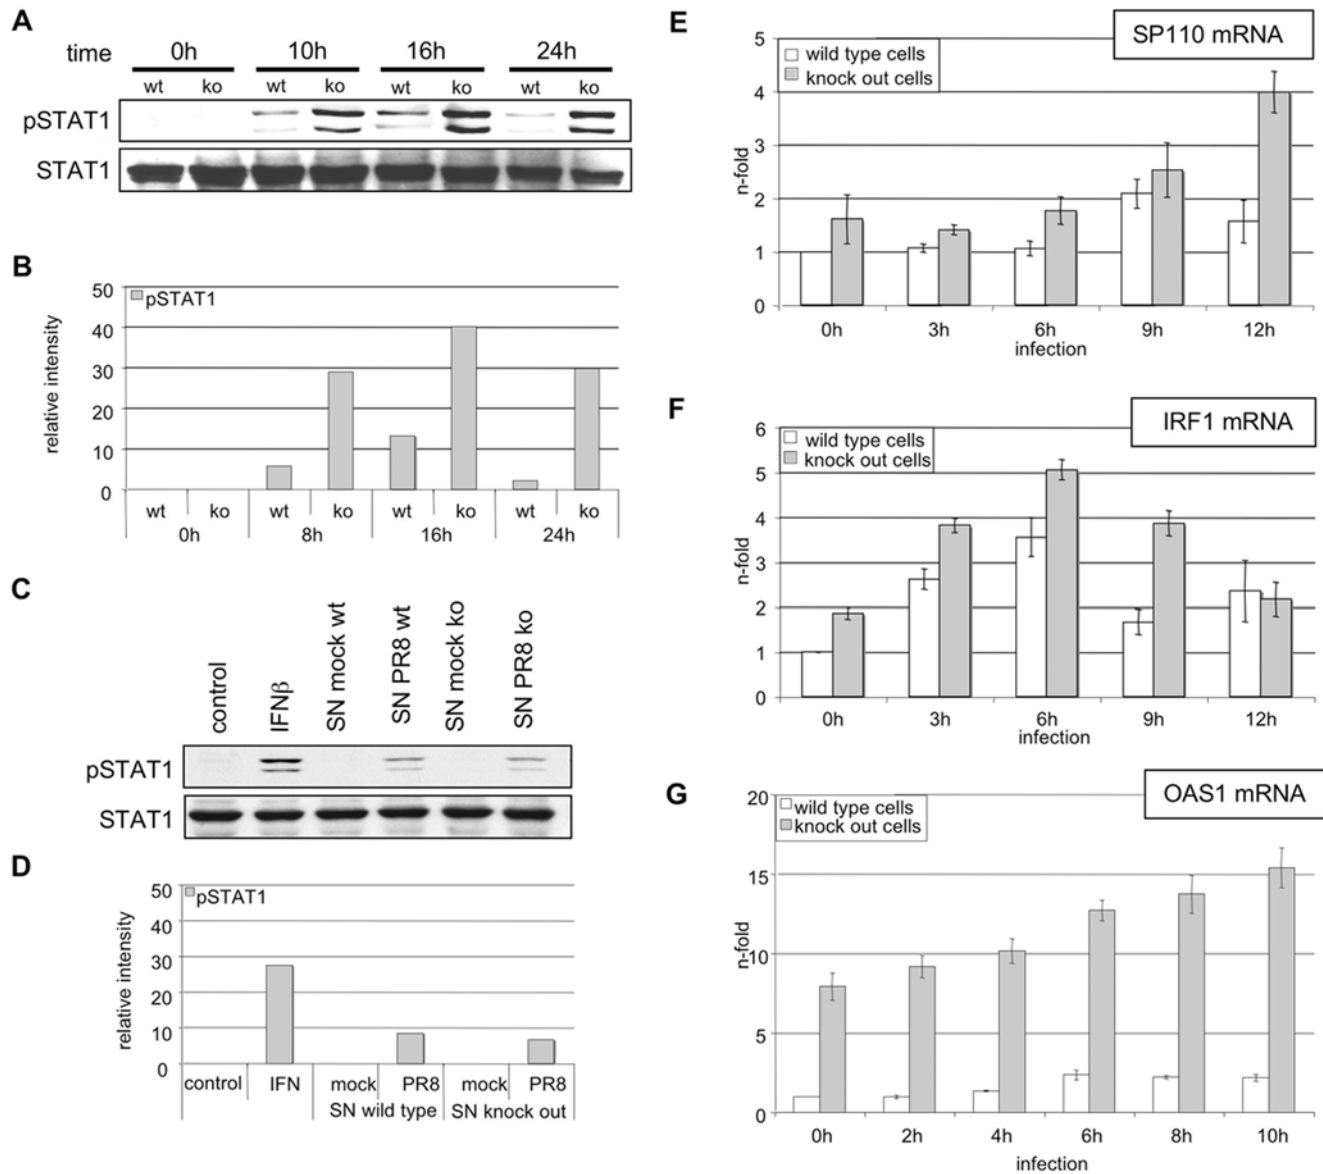 A
time 0h 10h 16h 24h
wt ko wt ko wt ko wt ko
pSTAT1
STAT1
B
pSTAT1
relative intensity
50
40
30
20
10
0
wt ko wt ko wt ko wt ko
0h 8h 16h 24h
C
control
IFNβ
SN mock wt
SN PR8 wt
SN mock ko
SN PR8 ko
pSTAT1
STAT1
D
pSTAT1
relative intensity
50
40
30
20
10
0
control IFN mock PR8 mock PR8
SN wild type SN knock out
E
SP110 mRNA
wild type cells
knock out cells
n-fold
5
4
3
2
1
0
0h 3h 6h 9h 12h
infection
F
IRF1 mRNA
wild type cells
knock out cells
n-fold
6
5
4
3
2
1
0
0h 3h 6h 9h 12h
infection
G
OAS1 mRNA
wild type cells
knock out cells
n-fold
20
15
10
5
0
0h 2h 4h 6h 8h 10h
infection